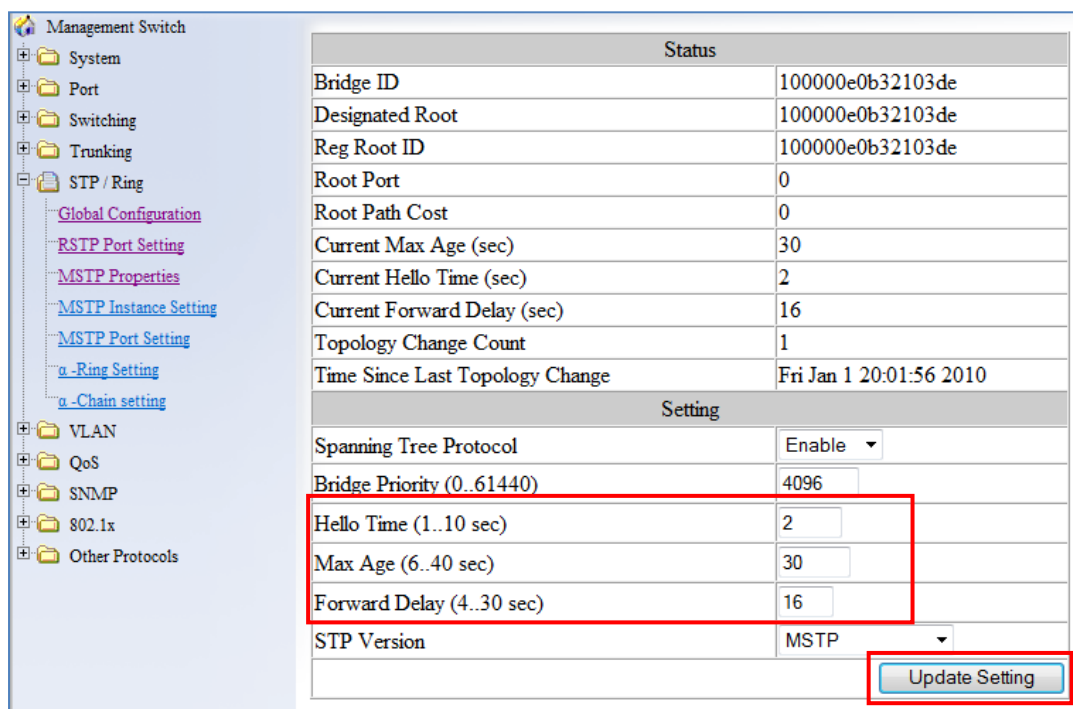 Management Switch
System
Port
Switching
Trunking
STP / Ring
Global Configuration
RSTP Port Setting
MSTP Properties
MSTP Instance Setting
MSTP Port Setting
α -Ring Setting
α -Chain setting
VLAN
QoS
SNMP
802.1x
Other Protocols
Status
Bridge ID 100000e0b32103de
Designated Root 100000e0b32103de
Reg Root ID 100000e0b32103de
Root Port 0
Root Path Cost 0
Current Max Age (sec) 30
Current Hello Time (sec) 2
Current Forward Delay (sec) 16
Topology Change Count 1
Time Since Last Topology Change Fri Jan 1 20:01:56 2010
Setting
Spanning Tree Protocol Enable
Bridge Priority (0..61440) 4096
Hello Time (1..10 sec) 2
Max Age (6..40 sec) 30
Forward Delay (4..30 sec) 16
STP Version MSTP
Update Setting